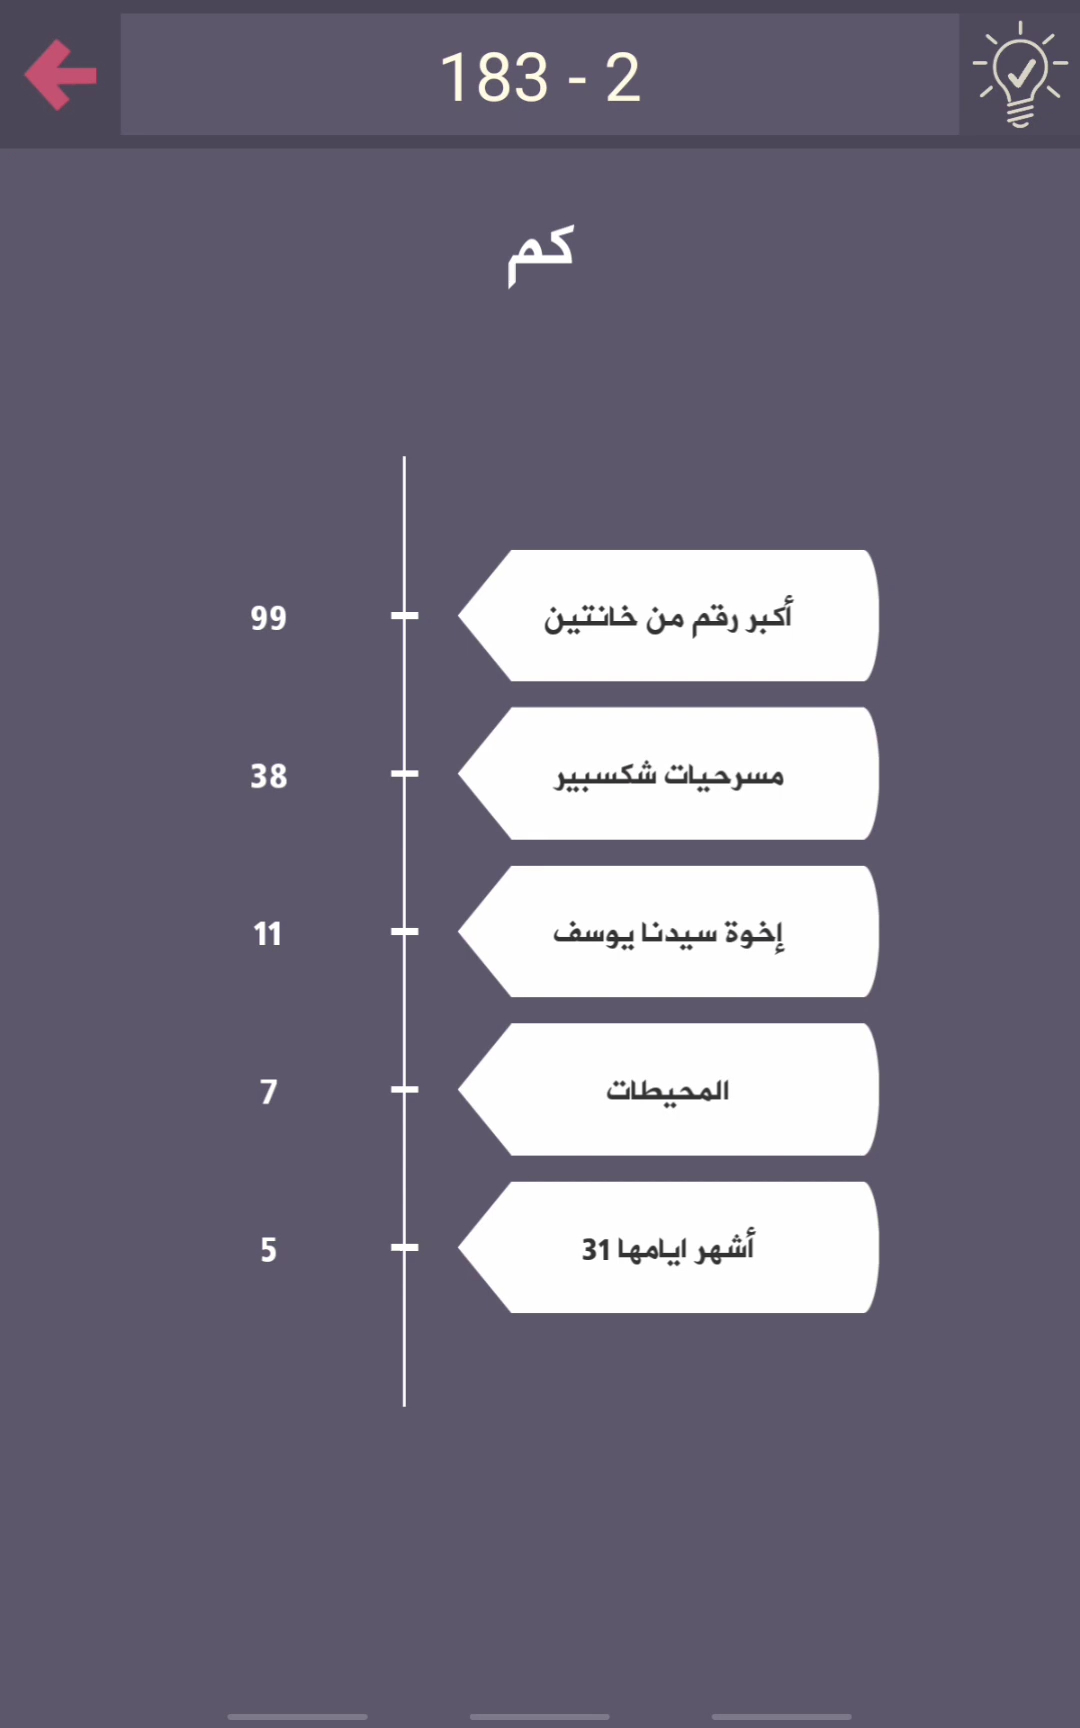 183 - 2
كم
99
أكبر رقم من خانتين
38
مسرحيات شكسبير
11
إخوة سيدنا يوسف
7
المحيطات
5
أشهر ايامها 31